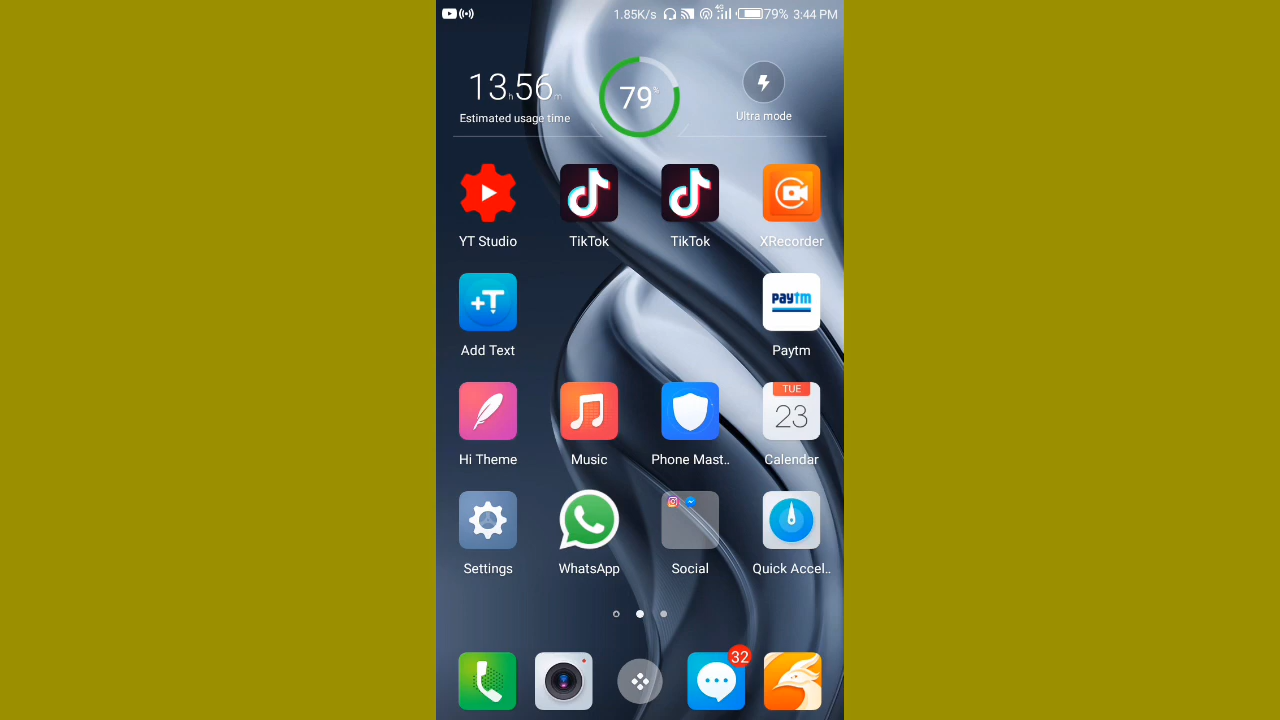 1.85K/s 4G 79% 3:44 PM
13h56m 79% 
Estimated usage time
Ultra mode
YT Studio TikTok TikTok XRecorder
+T Paytm
Add Text Paytm
TUE
23
Hi Theme Music Phone Mast.. Calendar
Settings WhatsApp Social Quick Accel..
32